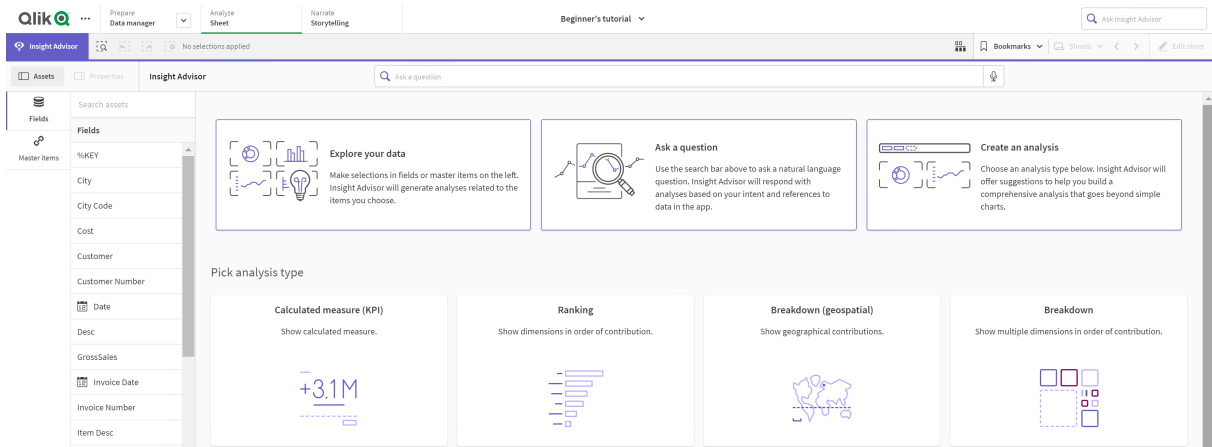 Qlik
Prepare
Data manager
Analyze
Sheet
Narrate
Storytelling
Beginner's tutorial
Ask Insight Advisor
Insight Advisor
No selections applied
Bookmarks
Sheets
Edit sheet
Assets
Properties
Insight Advisor
Ask a question
Fields
Master items
Search assets
Fields
%KEY
City
City Code
Cost
Customer
Customer Number
Date
Desc
GrossSales
Invoice Date
Invoice Number
Item Desc
Explore your data
Make selections in fields or master items on the left.
Insight Advisor will generate analyses related to the
items you choose.
Ask a question
Use the search bar above to ask a natural language
question. Insight Advisor will respond with
analyses based on your intent and references to
data in the app.
Create an analysis
Choose an analysis type below. Insight Advisor will
offer suggestions to help you build a
comprehensive analysis that goes beyond simple
charts.
Pick analysis type
Calculated measure (KPI)
Show calculated measure.
+3.1M
Ranking
Show dimensions in order of contribution.
Breakdown (geospatial)
Show geographical contributions.
Breakdown
Show multiple dimensions in order of contribution.